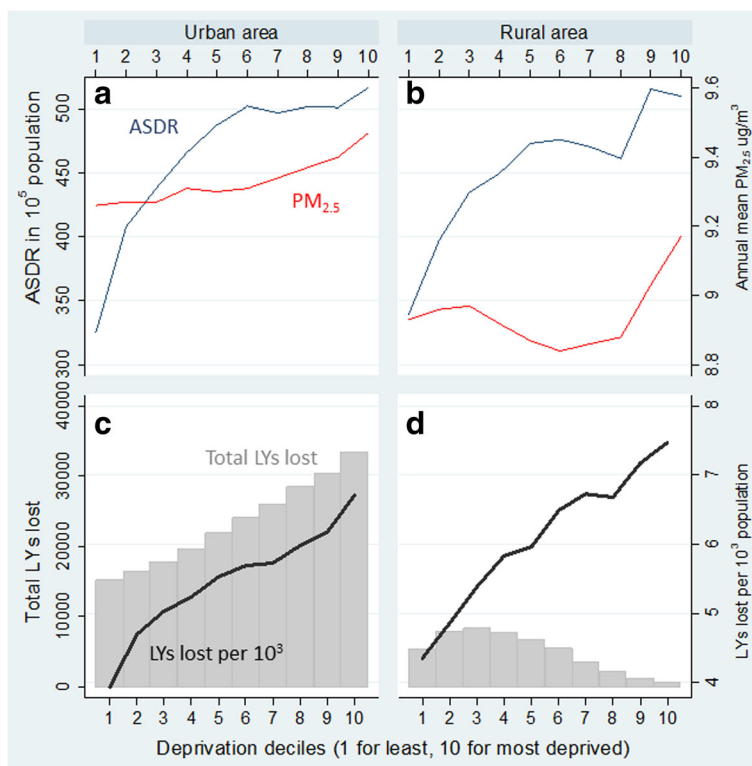 Urban area
Rural area
1 2 3 4 5 6 7 8 9 10
1 2 3 4 5 6 7 8 9 10
a
b
ASDR
PM2.5
ASDR in 10^5 population
500
450
400
350
300
Annual mean PM2.5 ug/m³
9.6
9.4
9.2
9
8.8
c
d
Total LYs lost
LYs lost per 10³
Total LYs lost
40000
30000
20000
10000
0
LYs lost per 10³ population
8
7
6
5
4
1 2 3 4 5 6 7 8 9 10
1 2 3 4 5 6 7 8 9 10
Deprivation deciles (1 for least, 10 for most deprived)